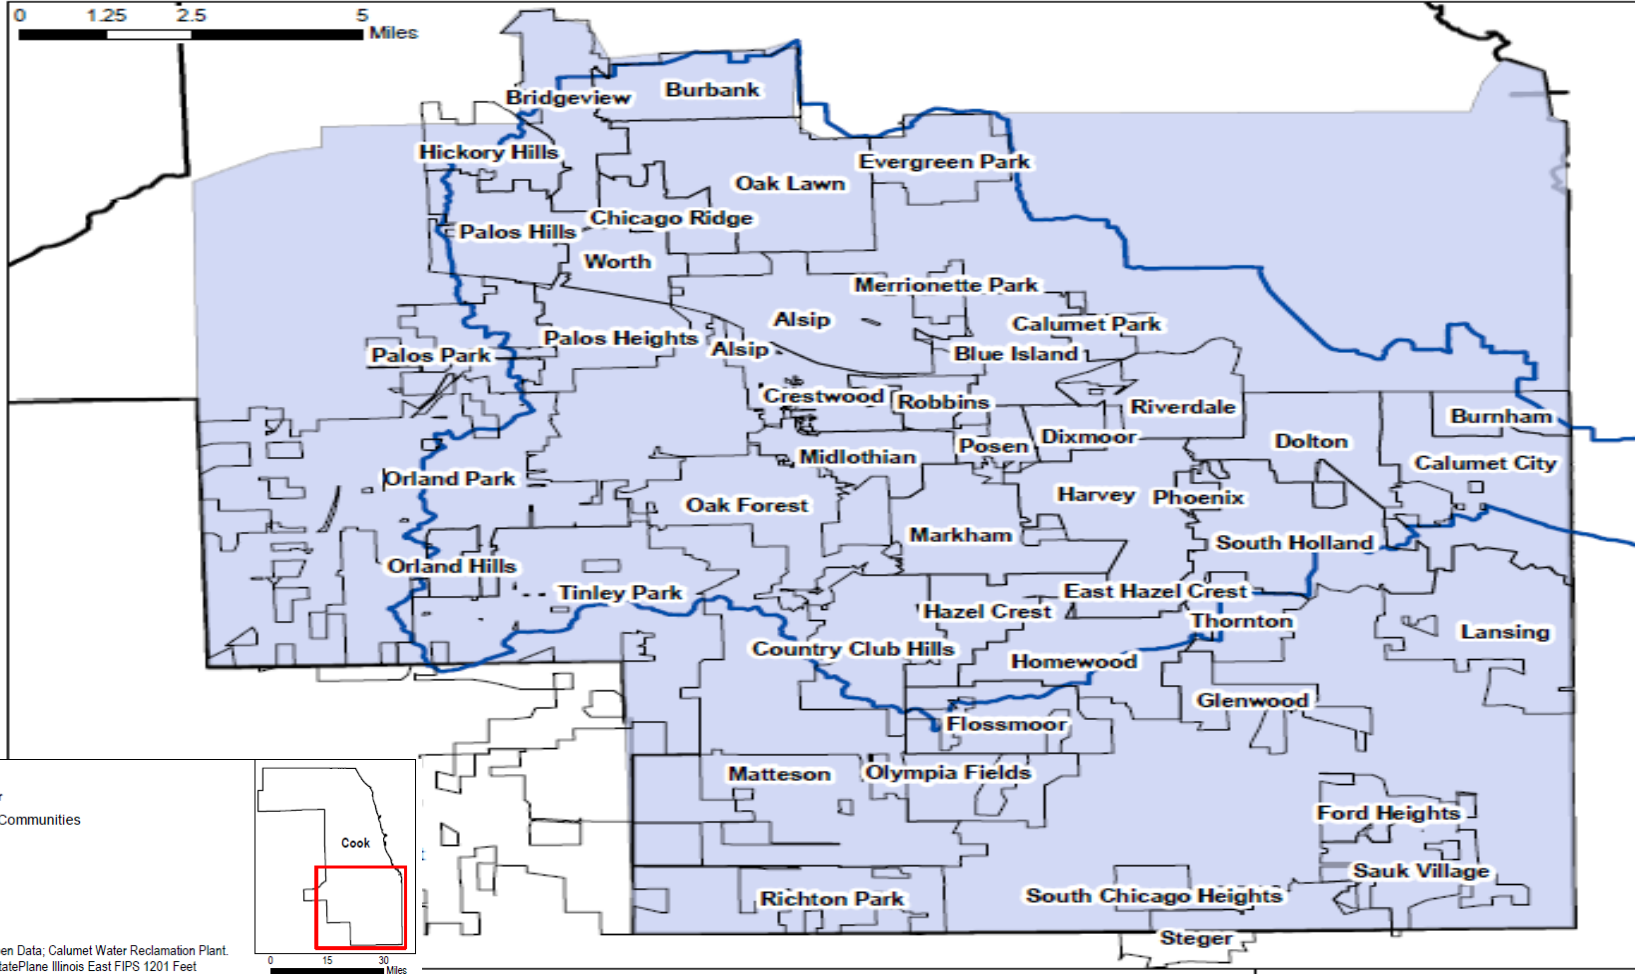 0 1.25 2.5 5
Miles
Burbank
Bridgeview
Hickory Hills
Evergreen Park
Oak Lawn
Chicago Ridge
Palos Hills
Worth
Merrionette Park
Alsip
Calumet Park
Palos Heights
Alsip
Blue Island
Palos Park
Crestwood
Robbins
Riverdale
Burnham
Dixmoor
Dolton
Posen
Midlothian
Calumet City
Orland Park
Harvey
Phoenix
Oak Forest
Markham
South Holland
Orland Hills
Tinley Park
East Hazel Crest
Hazel Crest
Thornton
Lansing
Country Club Hills
Homewood
Glenwood
Flossmoor
Matteson
Olympia Fields
Ford Heights
Sauk Village
Richton Park
South Chicago Heights
Steger
Communities
Cook
en Data; Calumet Water Reclamation Plant.
tatePlane Illinois East FIPS 1201 Feet
0 15 30
Miles